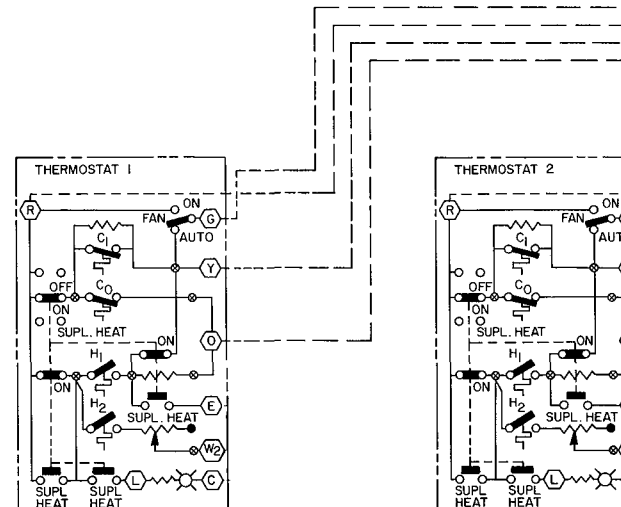 THERMOSTAT 1
R
ON
FAN
G
AUTO
C1
Y
C0
OFF
ON
SUPL. HEAT
O
ON
H1
ON
E
H2
SUPL. HEAT
W2
L
C
SUPL HEAT
SUPL HEAT
THERMOSTAT 2
R
ON
FAN
AUT
C1
C0
OFF
ON
SUPL. HEAT
ON
H1
ON
H2
SUPL. HEAT
L
SUPL HEAT
SUPL HEAT